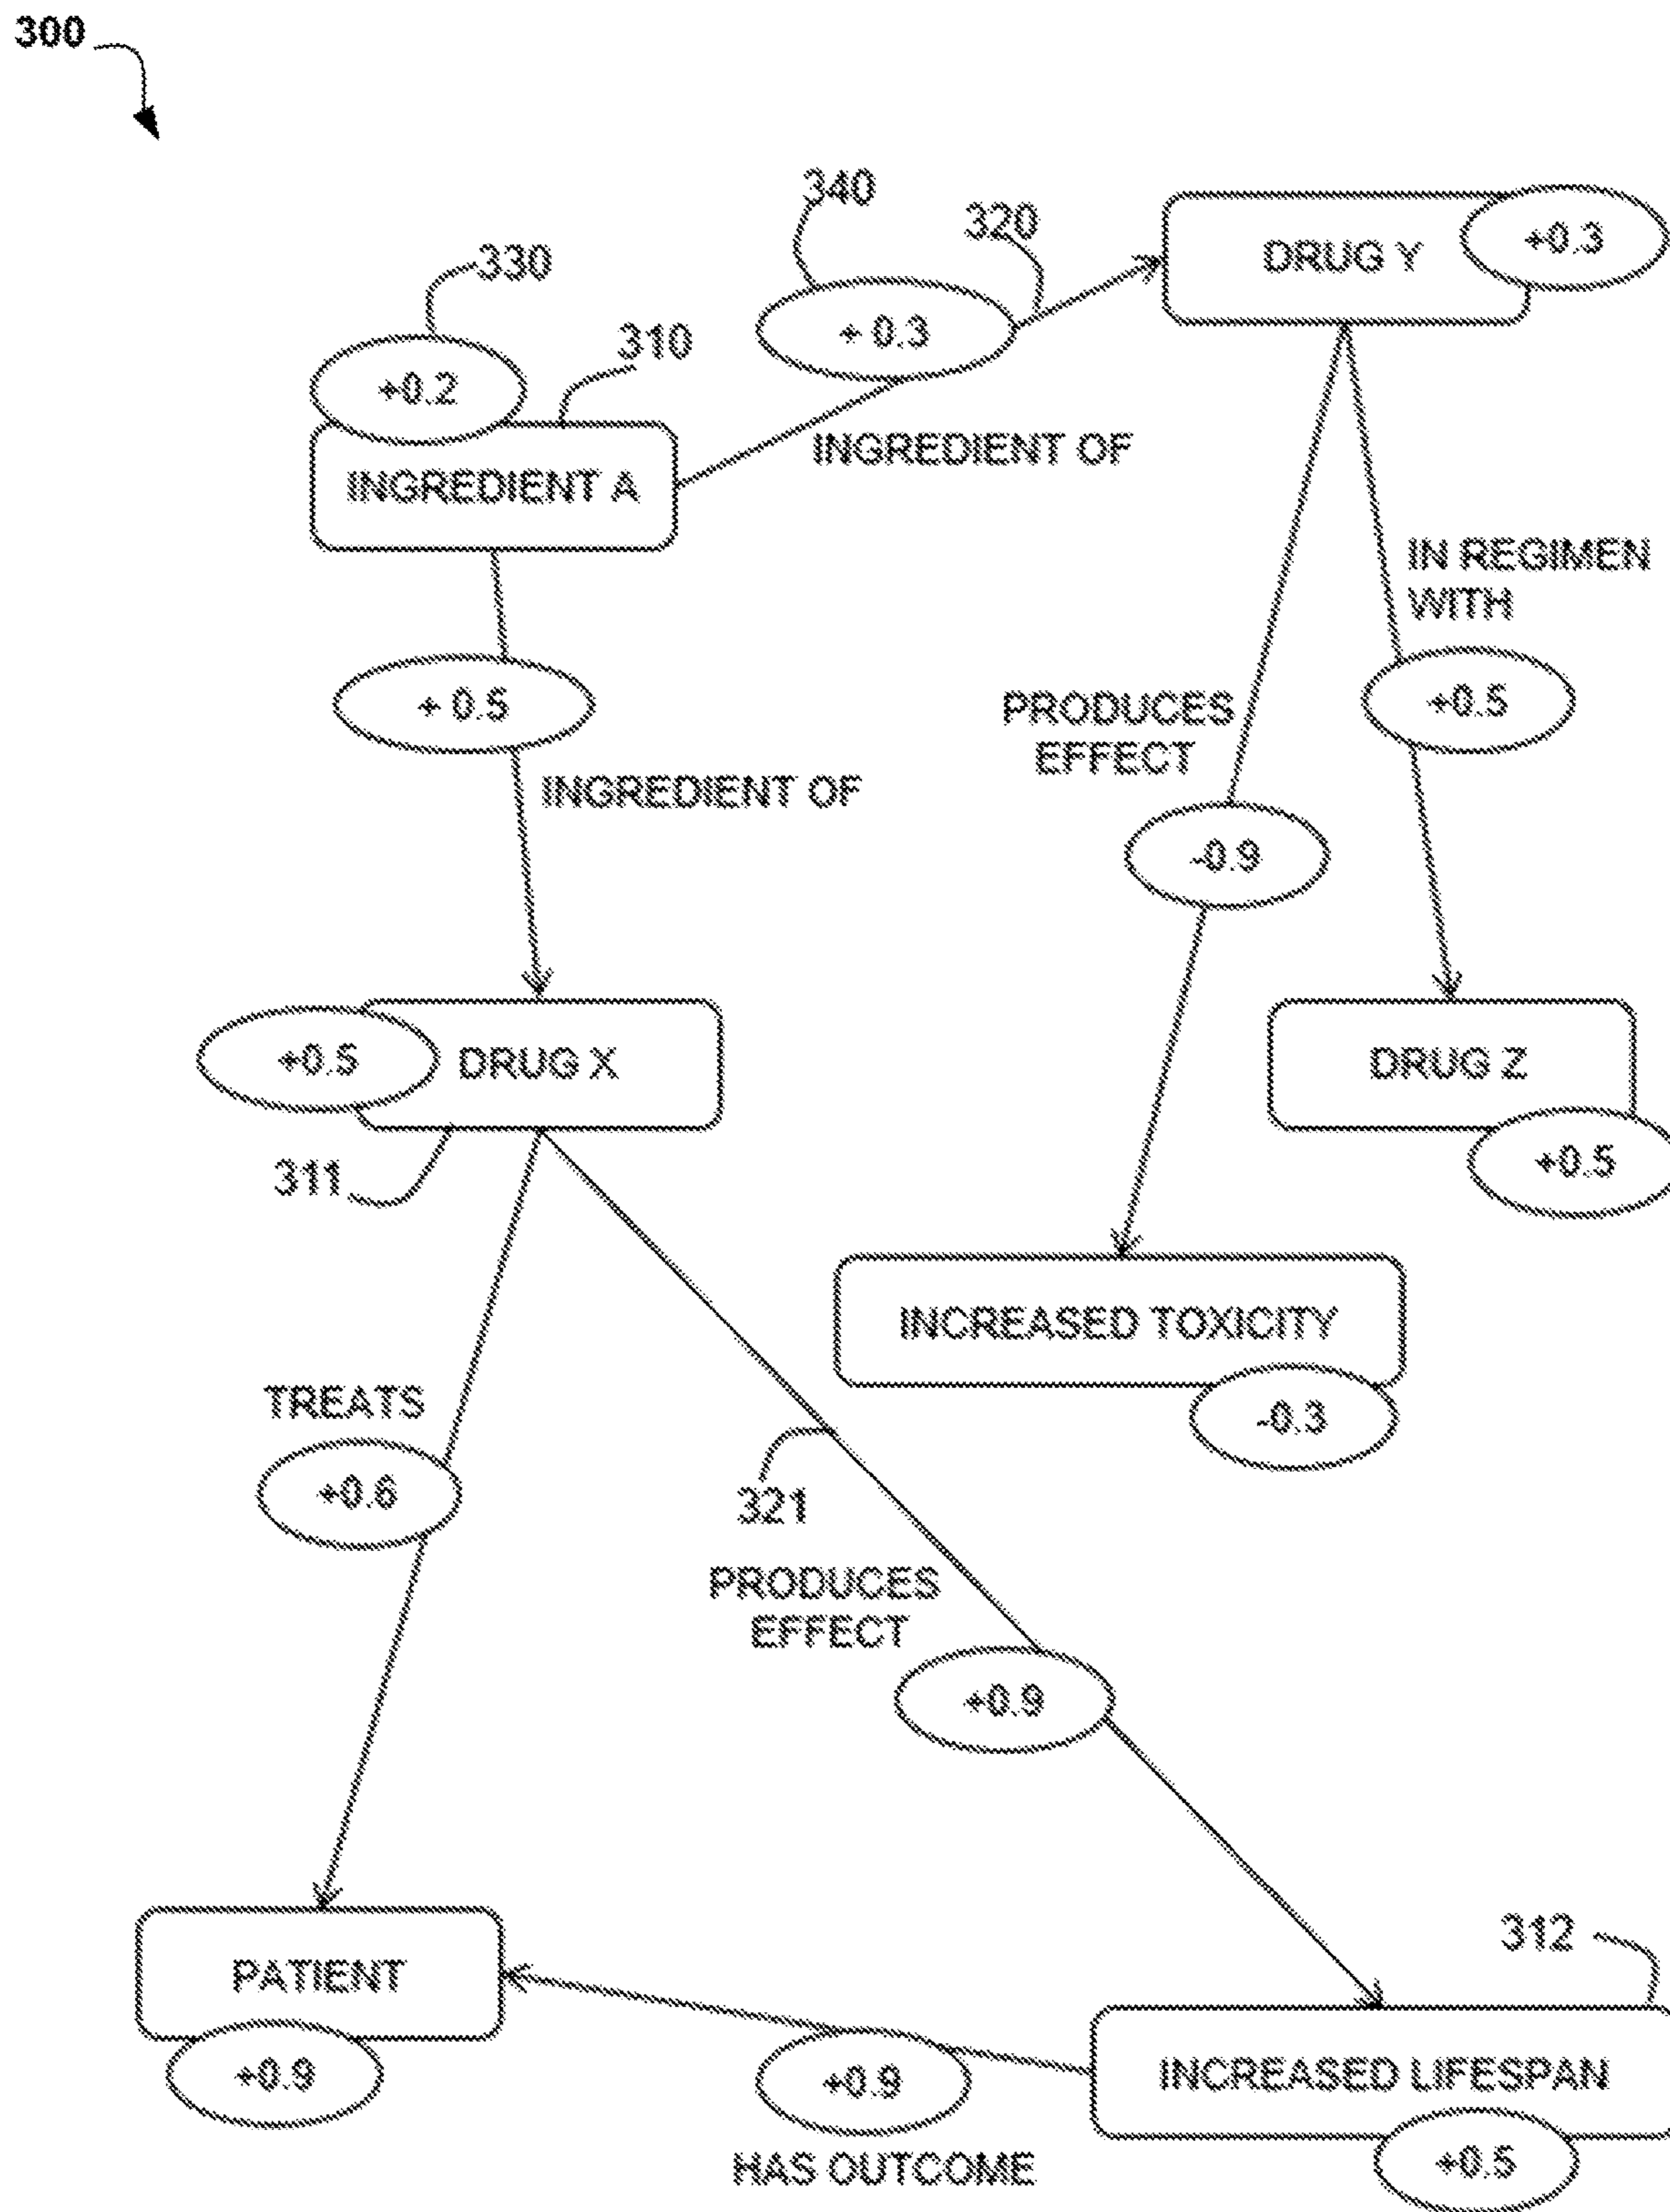 300
340
320
DRUG Y
+0.3
330
310
+ 0.3
+0.2
INGREDIENT OF
INGREDIENT A
IN REGIMEN
WITH
+ 0.5
+0.5
PRODUCES
EFFECT
INGREDIENT OF
-0.9
+0.5
DRUG X
DRUG Z
311
+0.5
INCREASED TOXICITY
-0.3
TREATS
+0.6
321
PRODUCES
EFFECT
+0.9
312
PATIENT
+0.9
+0.9
INCREASED LIFESPAN
HAS OUTCOME
+0.5